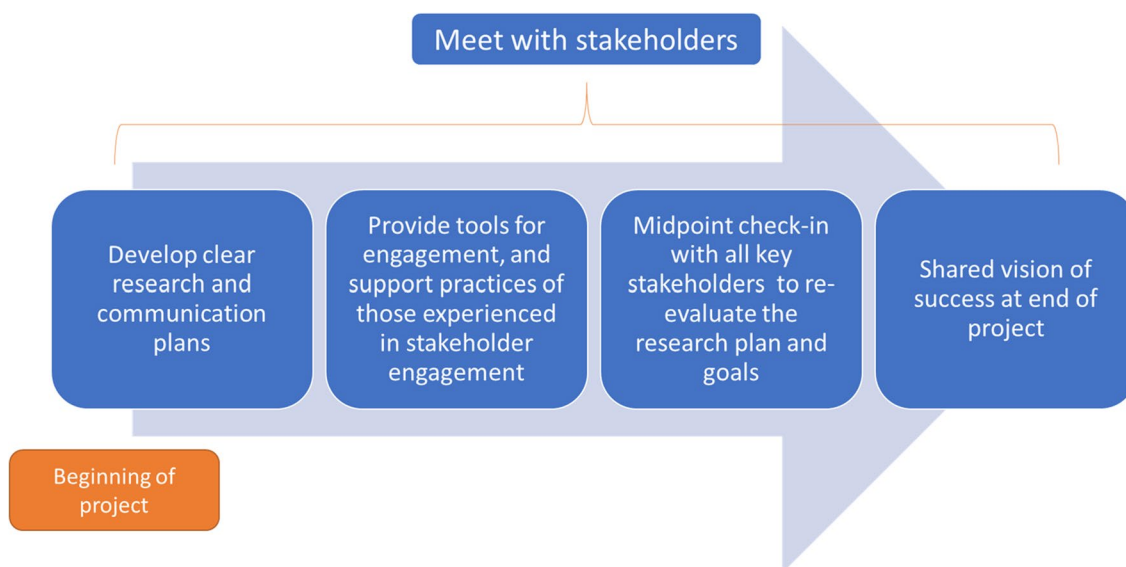 Meet with stakeholders
Develop clear
research and
communication
plans
Provide tools for
engagement, and
support practices of
those experienced
in stakeholder
engagement
Midpoint check-in
with all key
stakeholders to re-
evaluate the
research plan and
goals
Shared vision of
success at end of
project
Beginning of
project